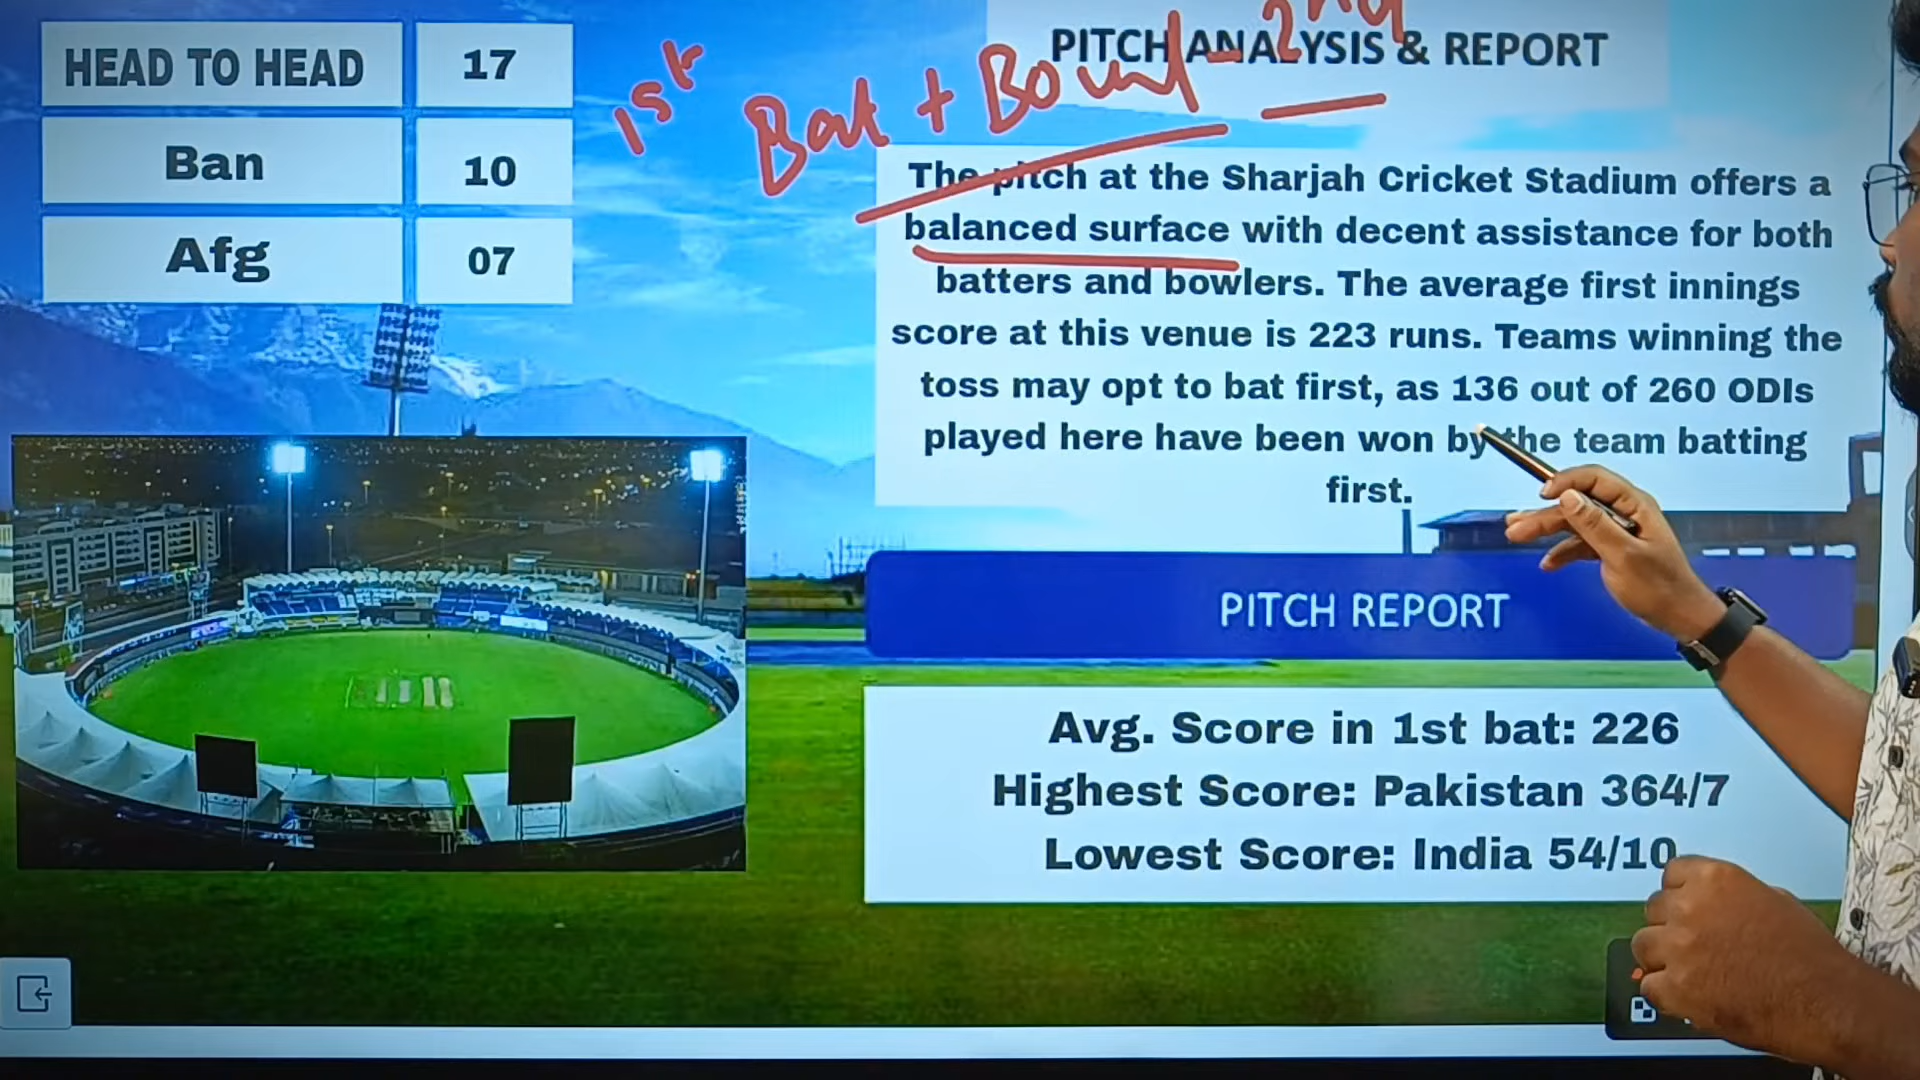 HEAD TO HEAD 17
Ban 10
Afg 07
1st Bat + Bowl - 2nd
PITCH ANALYSIS & REPORT
The pitch at the Sharjah Cricket Stadium offers a
balanced surface with decent assistance for both
batters and bowlers. The average first innings
score at this venue is 223 runs. Teams winning the
toss may opt to bat first, as 136 out of 260 ODIs
played here have been won by the team batting
first.
PITCH REPORT
Avg. Score in 1st bat: 226
Highest Score: Pakistan 364/7
Lowest Score: India 54/10